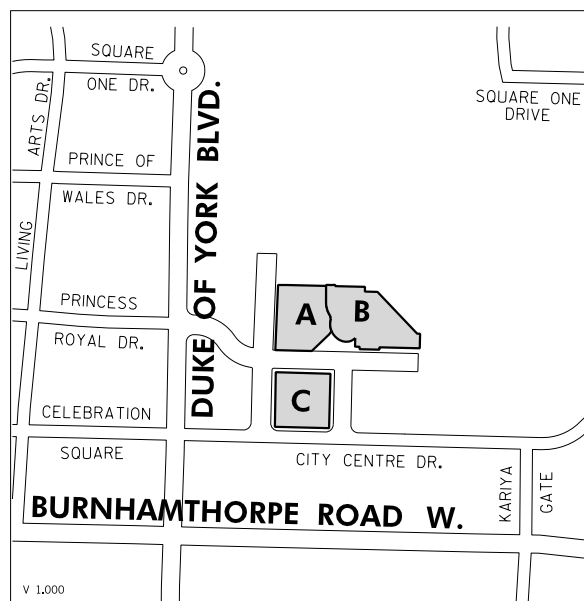 SQUARE
ONE DR.
ARTS DR.
LIVING
DUKE OF YORK BLVD.
SQUARE ONE
DRIVE
PRINCE OF
WALES DR.
PRINCESS
ROYAL DR.
A
B
C
CELEBRATION
SQUARE
CITY CENTRE DR.
KARIYA
GATE
BURNHAMTHORPE ROAD W.
V 1.000